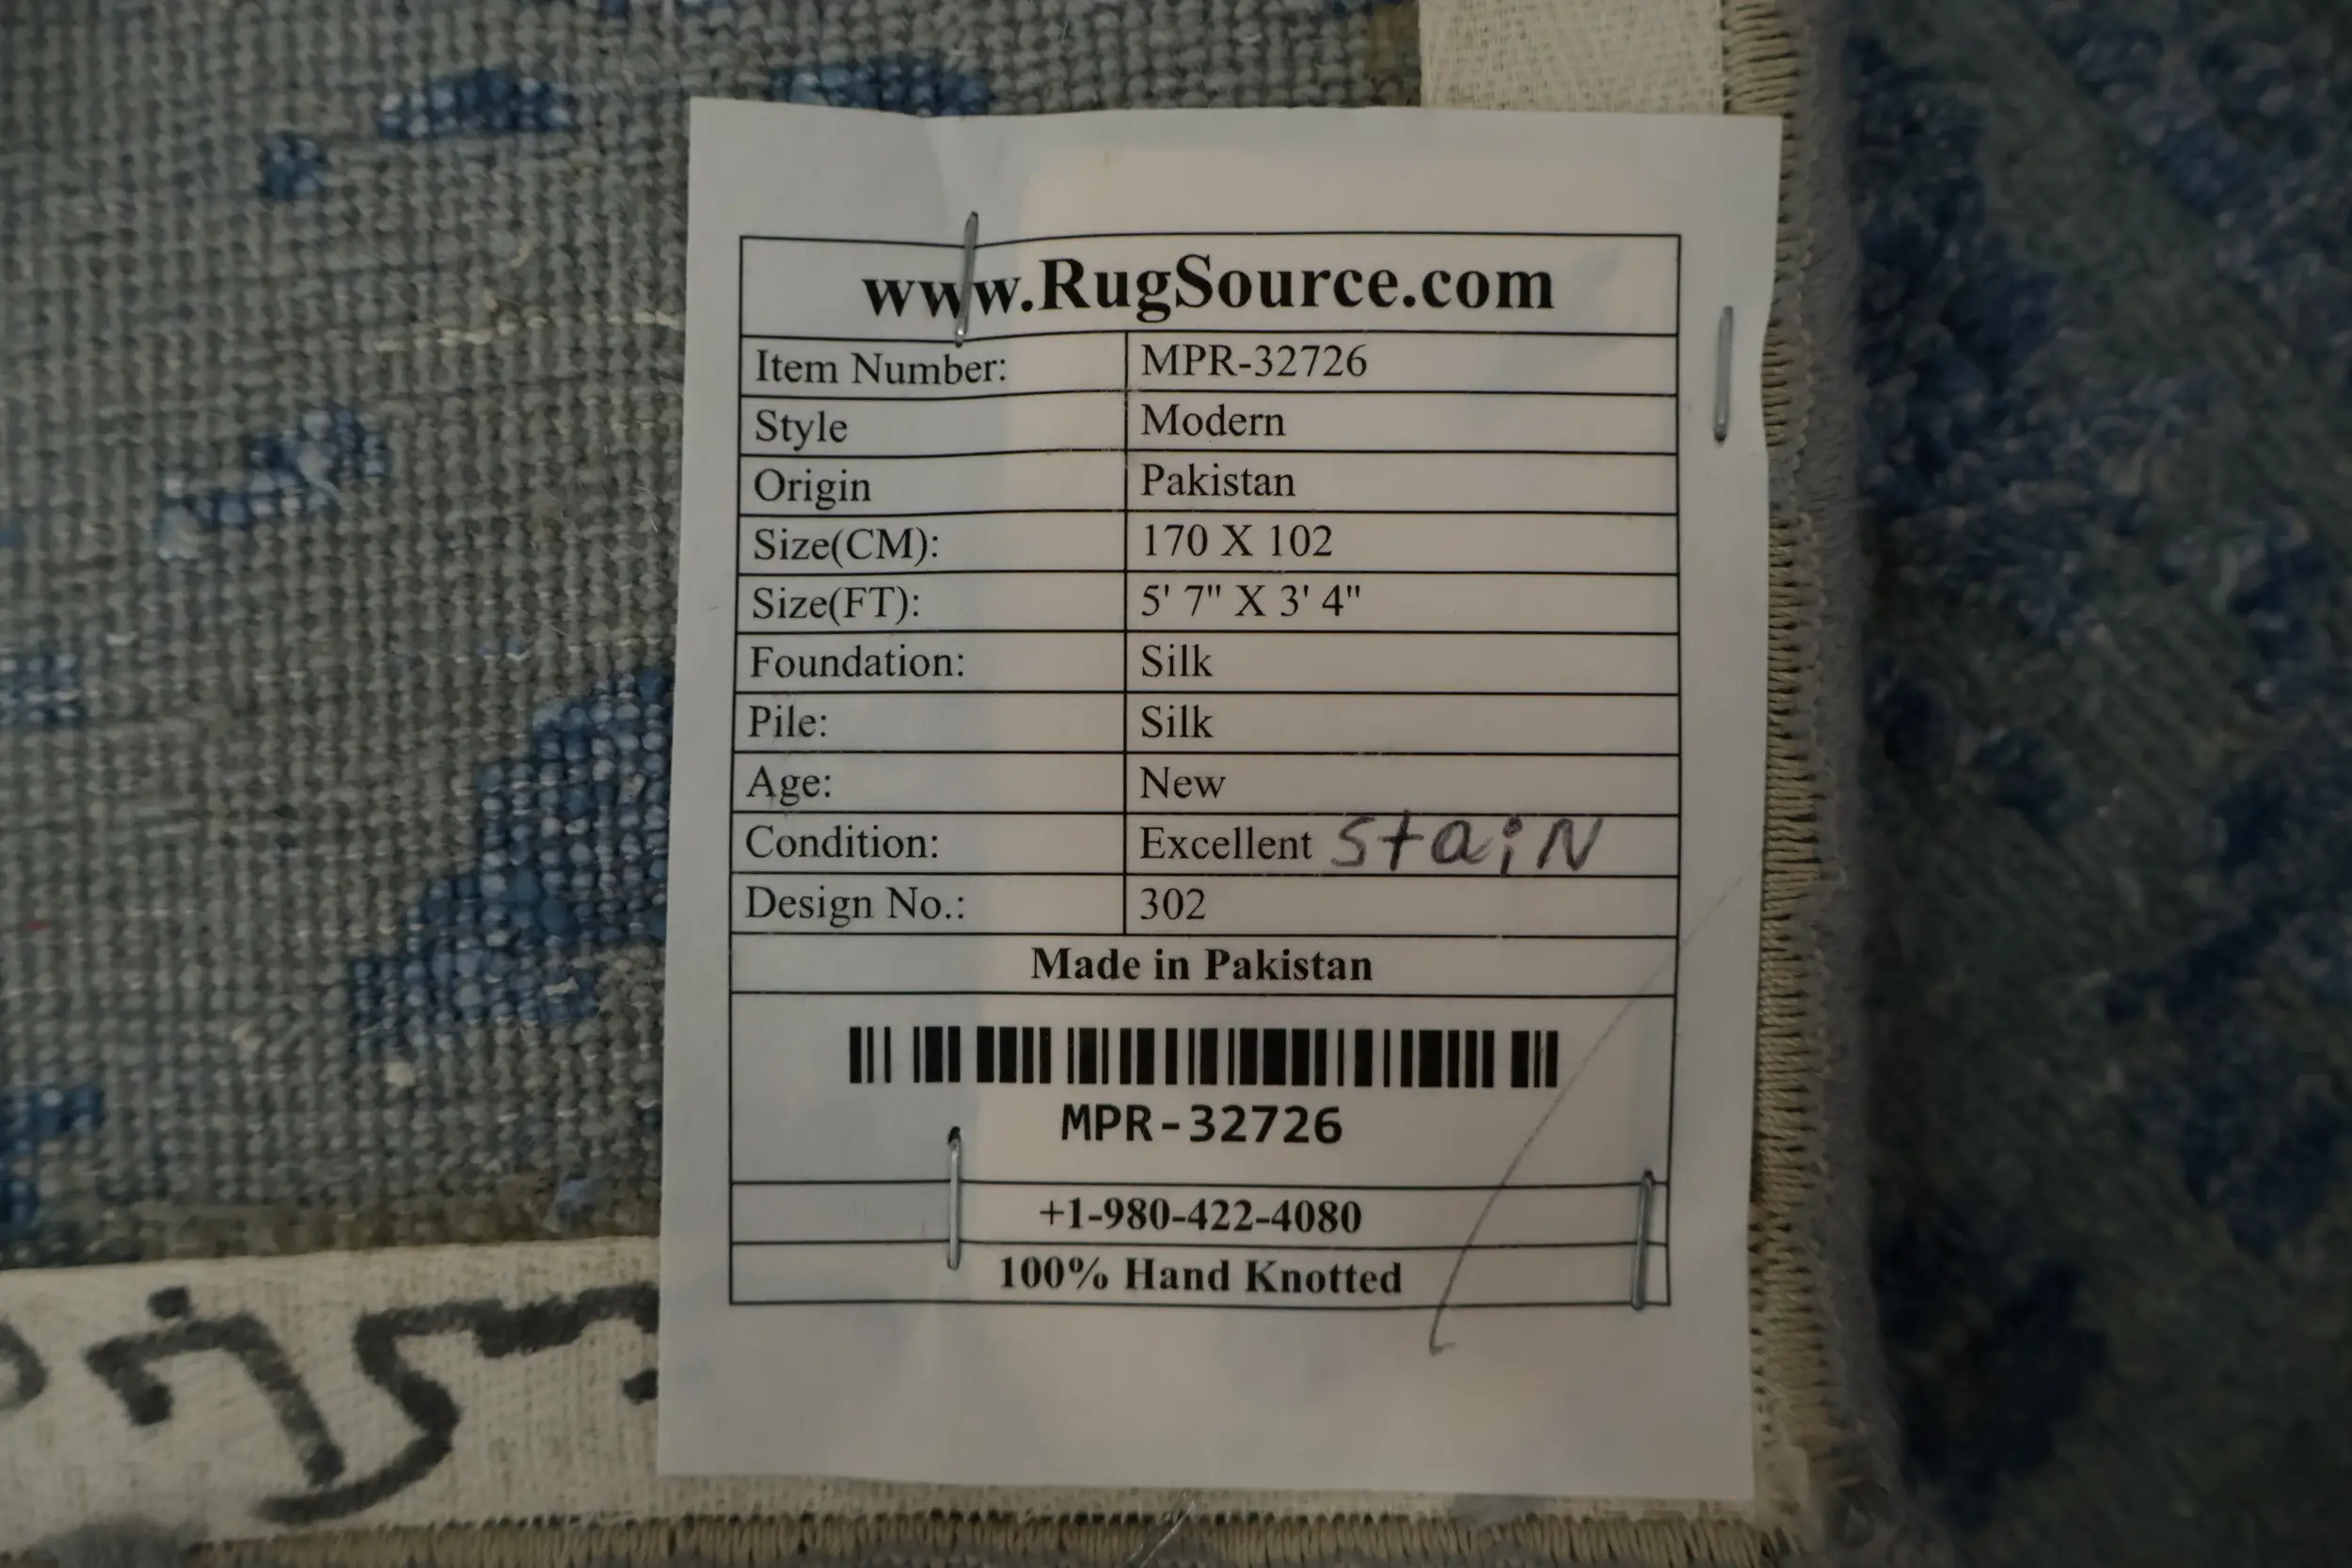 www.RugSource.com
Item Number: MPR-32726
Style Modern
Origin Pakistan
Size(CM): 170 X 102
Size(FT): 5' 7" X 3' 4"
Foundation: Silk
Pile: Silk
Age: New
Condition: Excellent StaiN
Design No.: 302
Made in Pakistan
MPR-32726
+1-980-422-4080
100% Hand Knotted